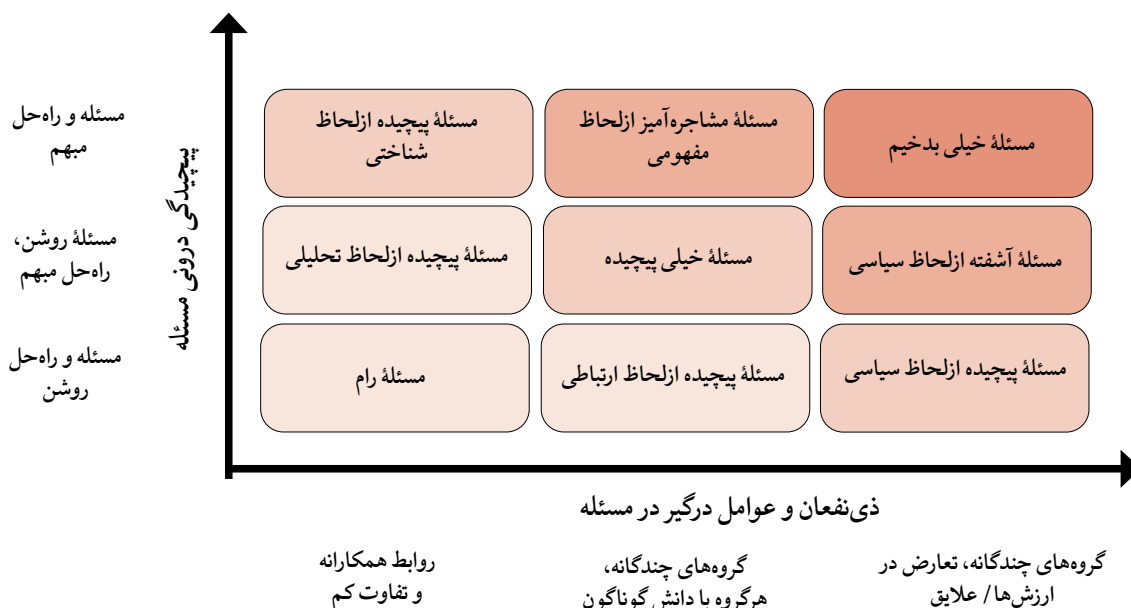 مسئله و راه‌حل
مبهم
مسئلهٔ روشن،
راه‌حل مبهم
مسئله و راه‌حل
روشن
پیچیدگی درونی مسئله
مسئلهٔ پیچیده ازلحاظ
شناختی
مسئلهٔ مشاجره‌آمیز ازلحاظ
مفهومی
مسئلهٔ خیلی بدخیم
مسئلهٔ پیچیده ازلحاظ تحلیلی
مسئلهٔ خیلی پیچیده
مسئلهٔ آشفته ازلحاظ سیاسی
مسئلهٔ رام
مسئلهٔ پیچیده ازلحاظ ارتباطی
مسئلهٔ پیچیده ازلحاظ سیاسی
ذی‌نفعان و عوامل درگیر در مسئله
روابط همکارانه
و تفاوت کم
گروه‌های چندگانه،
هرگروه با دانش گوناگون
گروه‌های چندگانه، تعارض در
ارزش‌ها / علایق